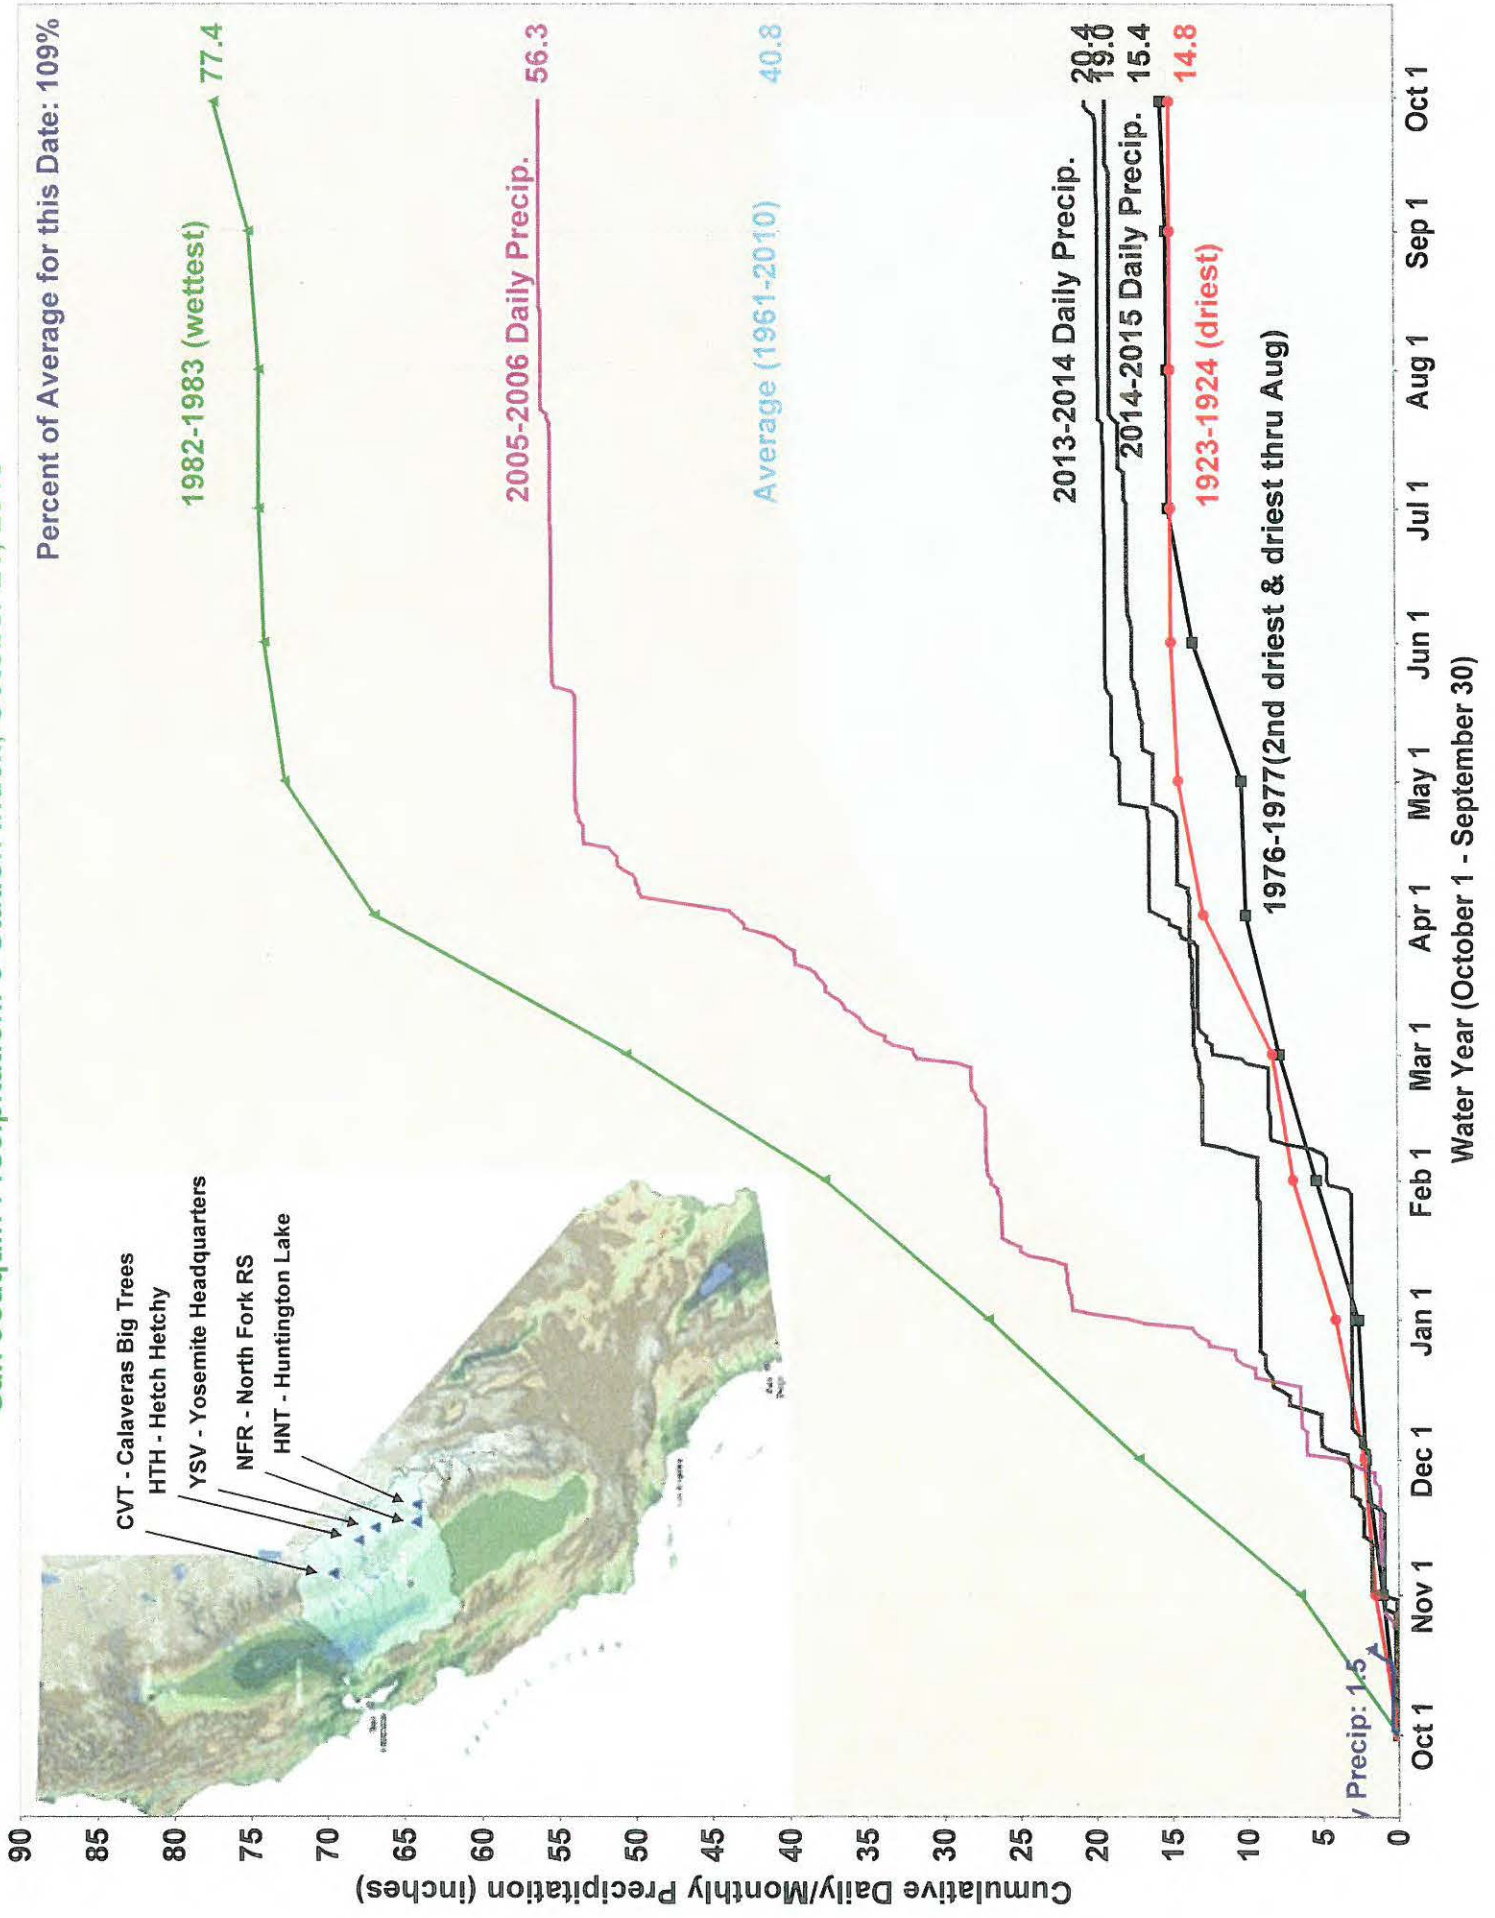 Percent of Average for this Date: 109%
CVT - Calaveras Big Trees
HTH - Hetch Hetchy
YSV - Yosemite Headquarters
NFR - North Fork RS
HNT - Huntington Lake
1982-1983 (wettest)
77.4
2005-2006 Daily Precip.
56.3
Average (1961-2010)
40.8
2013-2014 Daily Precip.
20.4
19.0
2014-2015 Daily Precip.
15.4
1923-1924 (driest)
14.8
1976-1977(2nd driest & driest thru Aug)
y Precip: 1.5
Cumulative Daily/Monthly Precipitation (inches)
90
85
80
75
70
65
60
55
50
45
40
35
30
25
20
15
10
5
0
Oct 1
Nov 1
Dec 1
Jan 1
Feb 1
Mar 1
Apr 1
May 1
Jun 1
Jul 1
Aug 1
Sep 1
Oct 1
Water Year (October 1 - September 30)